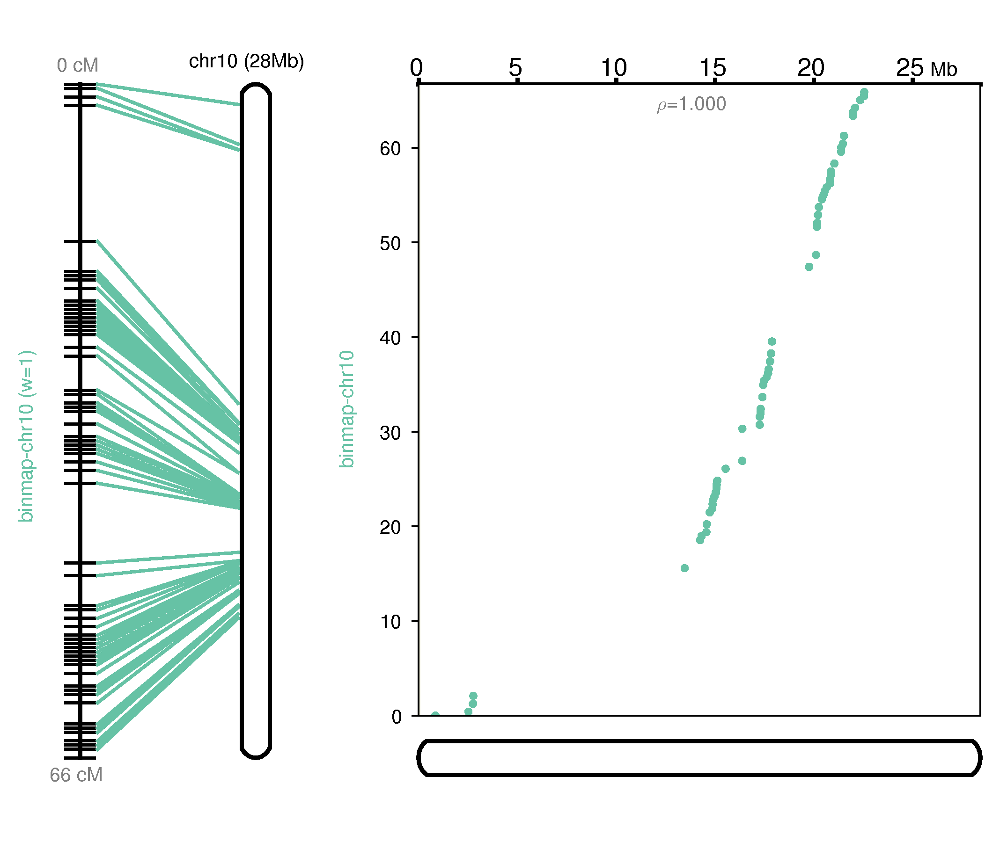 0 cM
chr10 (28Mb)
binmap-chr10 (w=1)
66 cM
0 5 10 15 20 25 Mb
ρ=1.000
binmap-chr10
60
50
40
30
20
10
0